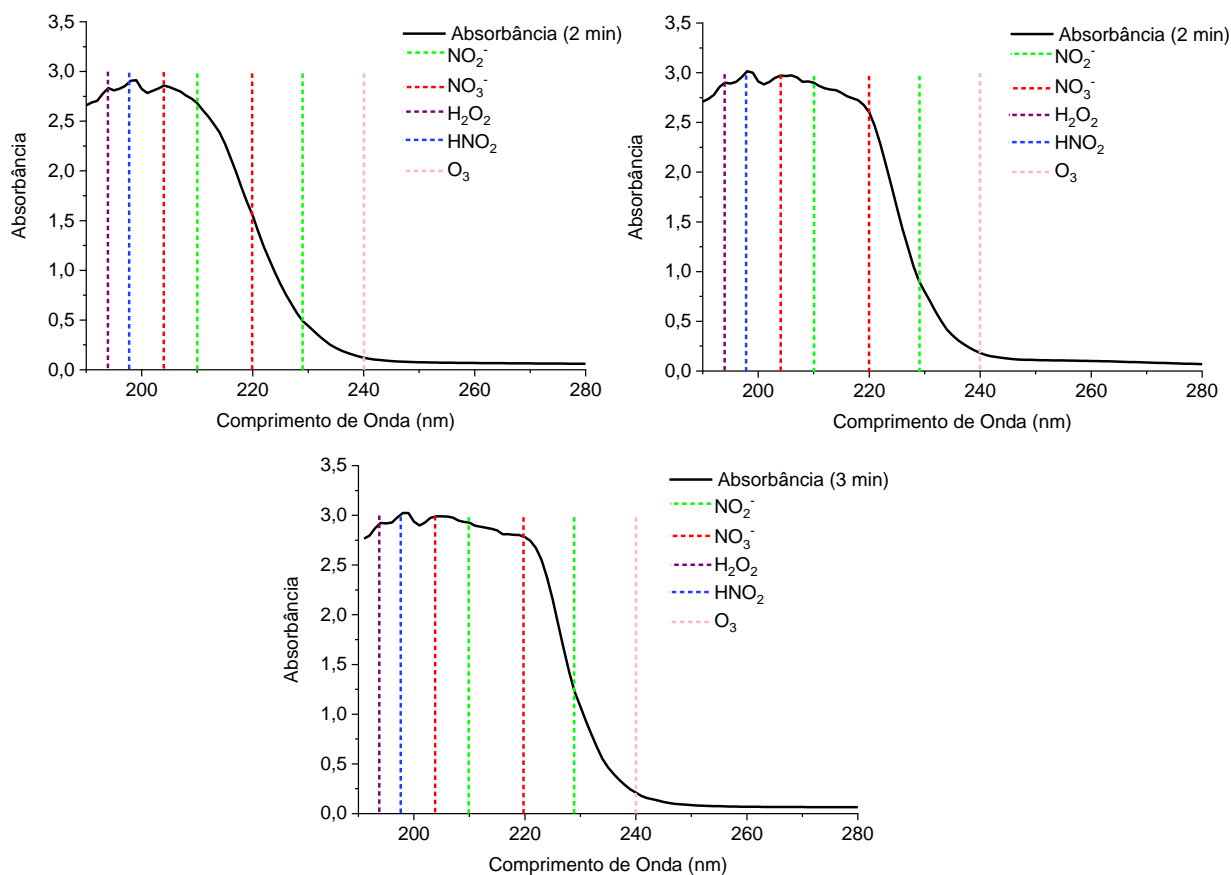 3,5
3,0
2,5
2,0
1,5
1,0
0,5
0,0
Absorbância
200 220 240 260 280
Comprimento de Onda (nm)
Absorbância (2 min)
NO₂⁻
NO₃⁻
H₂O₂
HNO₂
O₃
3,5
3,0
2,5
2,0
1,5
1,0
0,5
0,0
Absorbância
200 220 240 260 280
Comprimento de Onda (nm)
Absorbância (2 min)
NO₂⁻
NO₃⁻
H₂O₂
HNO₂
O₃
3,5
3,0
2,5
2,0
1,5
1,0
0,5
0,0
Absorbância
200 220 240 260 280
Comprimento de Onda (nm)
Absorbância (3 min)
NO₂⁻
NO₃⁻
H₂O₂
HNO₂
O₃